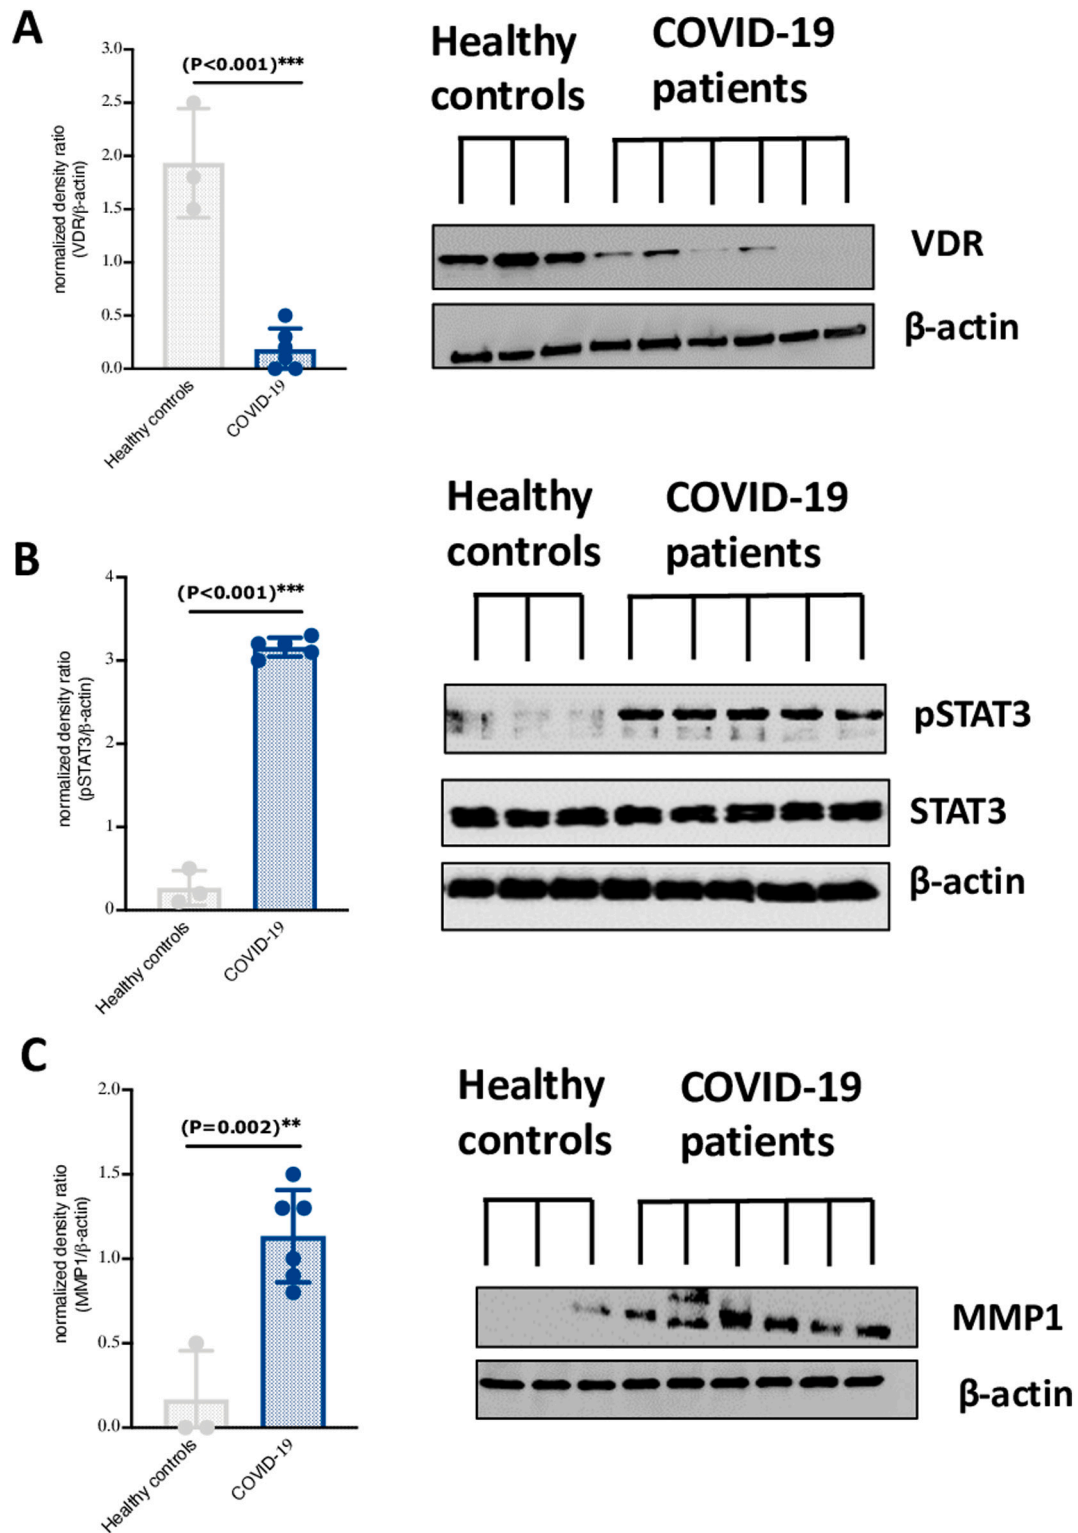 A
3.0
2.5
2.0
1.5
1.0
0.5
0.0
normalized density ratio
(VDR/β-actin)
(P<0.001)***
Healthy controls
COVID-19
Healthy
controls
COVID-19
patients
VDR
β-actin
B
4
3
2
1
0
normalized density ratio
(pSTAT3/β-actin)
(P<0.001)***
Healthy controls
COVID-19
Healthy
controls
COVID-19
patients
pSTAT3
STAT3
β-actin
C
2.0
1.5
1.0
0.5
0.0
normalized density ratio
(MMP1/β-actin)
(P=0.002)**
Healthy controls
COVID-19
Healthy
controls
COVID-19
patients
MMP1
β-actin